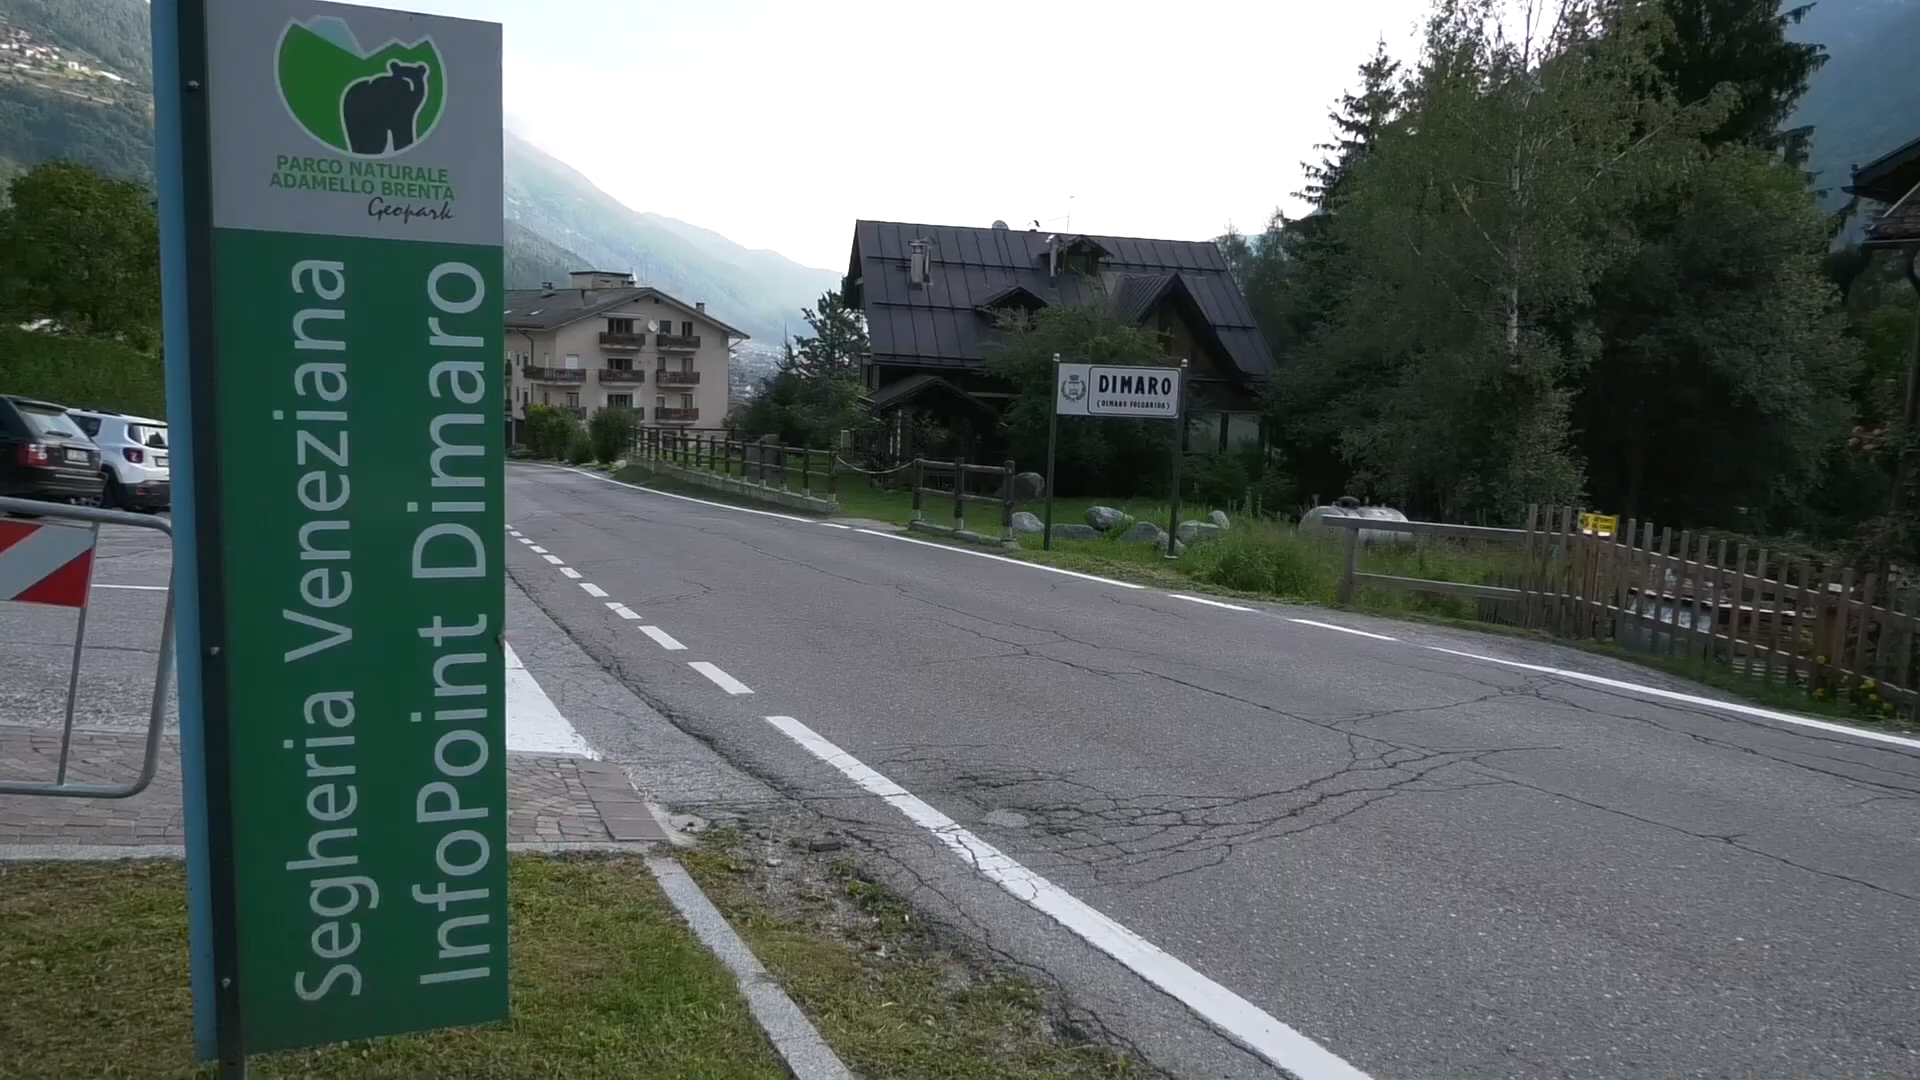 PARCO NATURALE
ADAMELLO BRENTA
Geopark
Segheria Veneziana
InfoPoint Dimaro
DIMARO
(DIMARO FOLGARIDA)